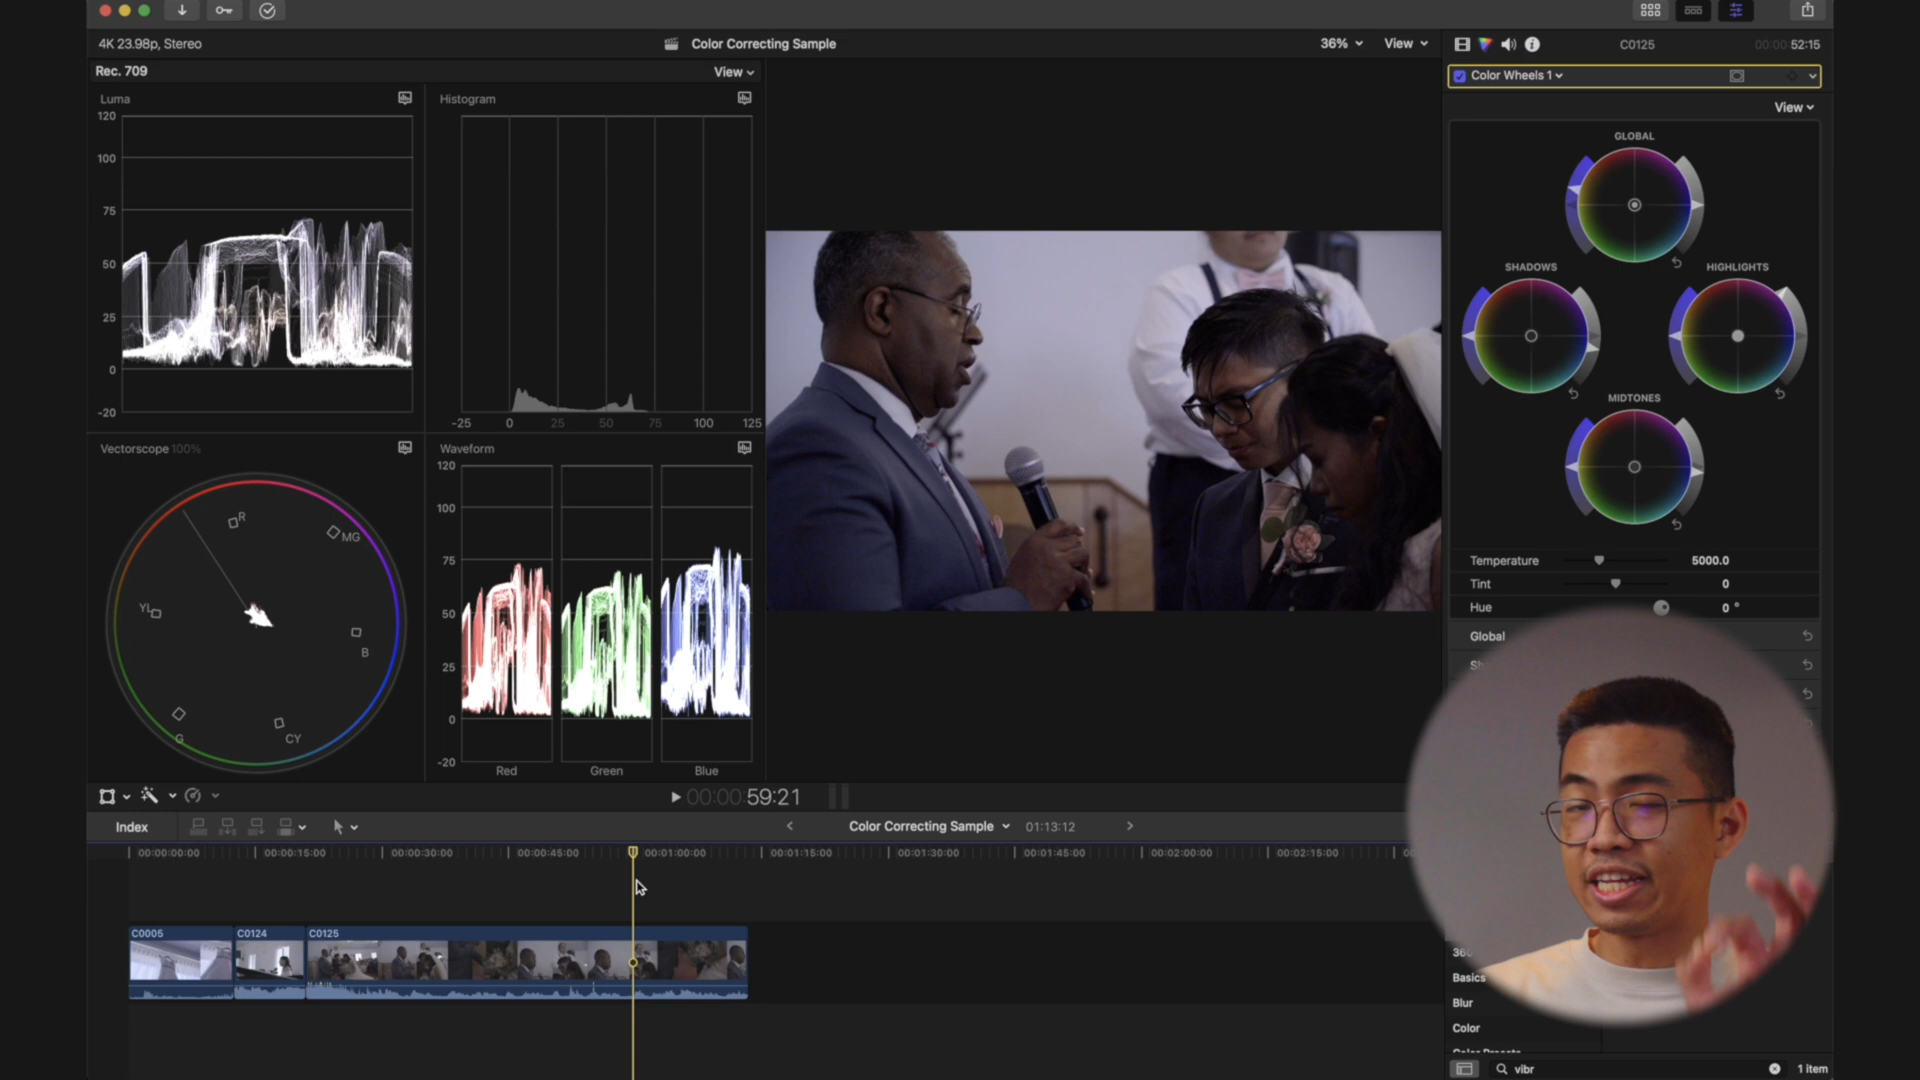 4K 23.98p, Stereo
Color Correcting Sample
36%
View
C0125
00:00:52:15
Rec. 709
View
Color Wheels 1
View
Luma
120
100
75
50
25
0
-20
Histogram
-25 0 25 50 75 100 125
GLOBAL
SHADOWS
HIGHLIGHTS
MIDTONES
Temperature 5000.0
Tint 0
Hue 0 °
Global
Vectorscope 100%
R
MG
YL
B
G
CY
Waveform
120
100
75
50
25
0
-20
Red Green Blue
00:00:59:21
Index
Color Correcting Sample
01:13:12
00:00:00:00 00:00:15:00 00:00:30:00 00:00:45:00 00:01:00:00 00:01:15:00 00:01:30:00 00:01:45:00 00:02:00:00 00:02:15:00
C0005 C0124 C0125
Basics
Blur
Color
Color Presets
vibr
1 item